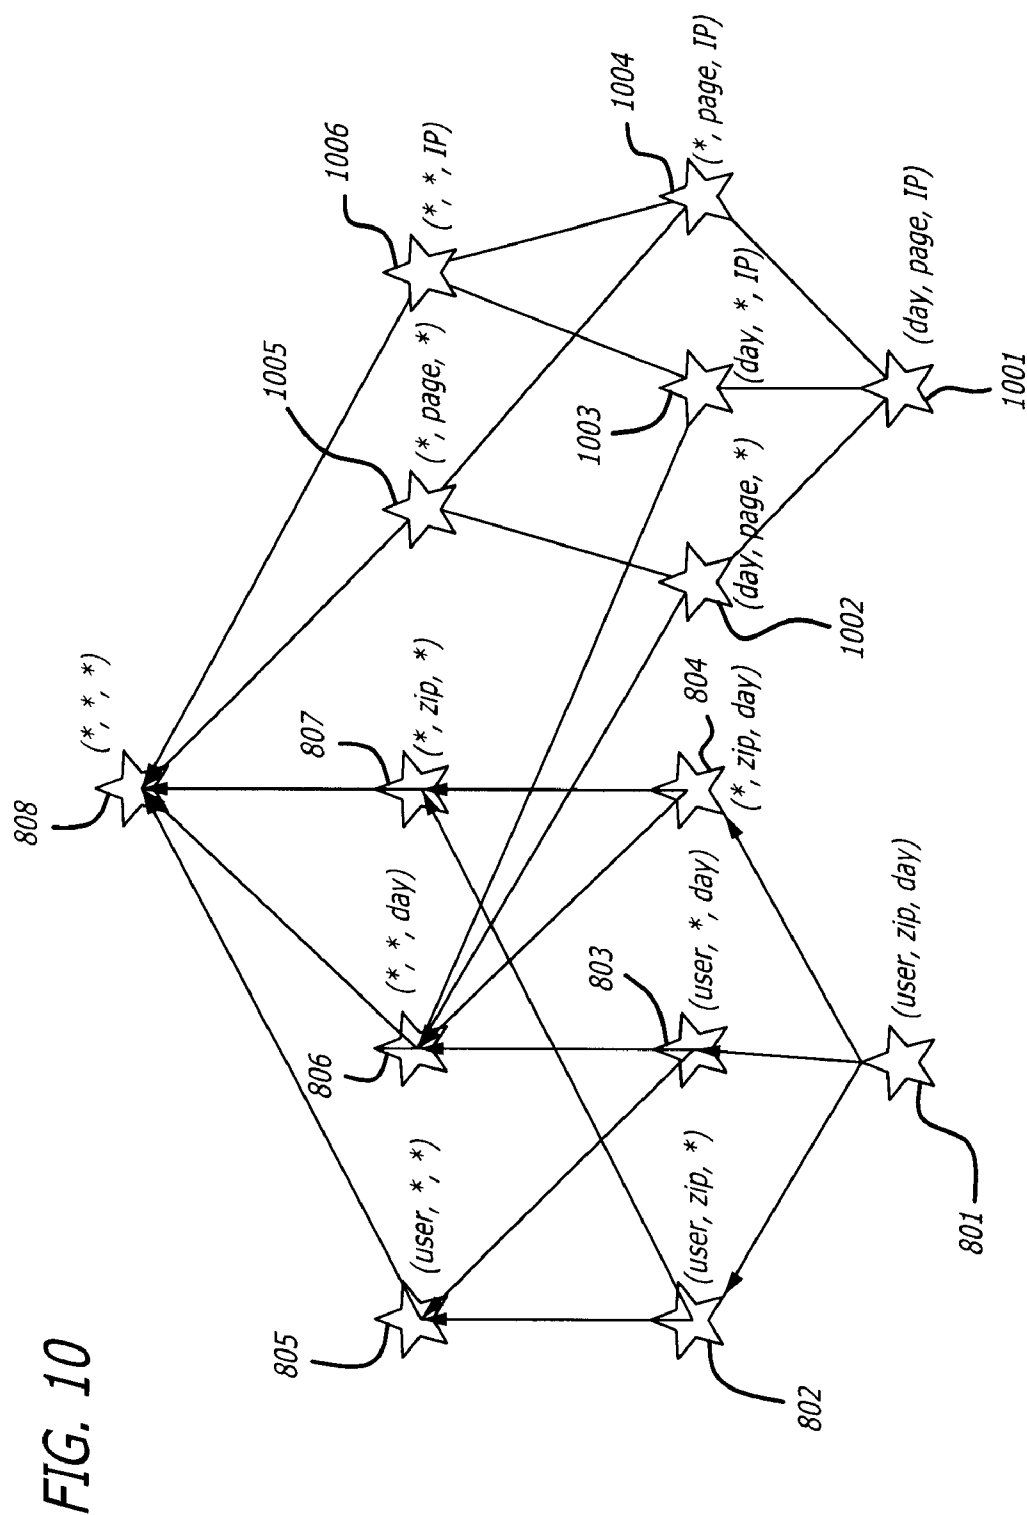 FIG. 10
808
(*, *, *)
805
(user, *, *)
806
(*, *, day)
807
(*, zip, *)
1005
(*, page, *)
1006
(*, *, IP)
802
(user, zip, *)
803
(user, *, day)
804
(*, zip, day)
1002
(day, page, *)
1003
(day, *, IP)
1004
(*, page, IP)
801
(user, zip, day)
1001
(day, page, IP)